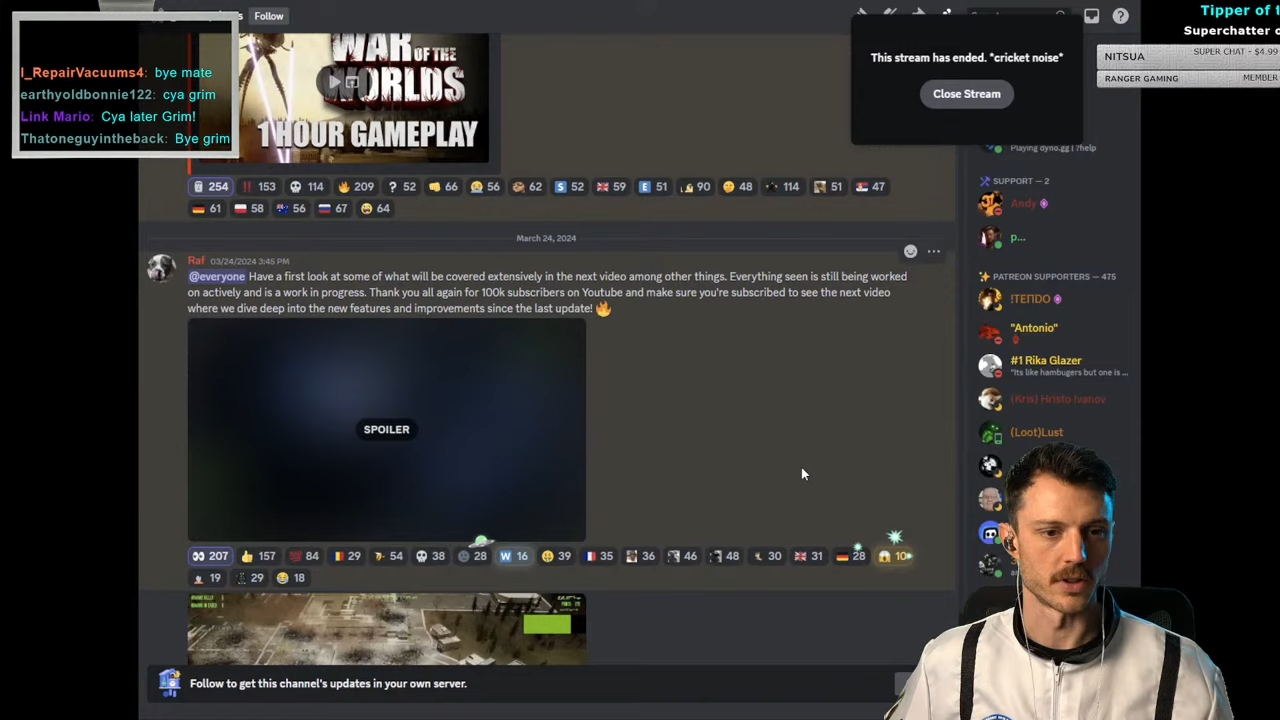 Follow
Tipper of t
Superchatter o
NITSUA SUPER CHAT - $4.99
RANGER GAMING MEMBER
I_RepairVacuums4: bye mate
earthyoldbonnie122: cya grim
Link Mario: Cya later Grim!
Thatoneguyintheback: Bye grim
WAR OF THE
WORLDS
1 HOUR GAMEPLAY
This stream has ended. *cricket noise*
Close Stream
Playing dyno.gg | ?help
254 153 114 209 ? 52 66 56 62 S 52 59 E 51 90 48 114 51 47
61 58 56 67 64
SUPPORT — 2
Andy
p...
March 24, 2024
Raf 03/24/2024 3:45 PM
@everyone Have a first look at some of what will be covered extensively in the next video among other things. Everything seen is still being worked
on actively and is a work in progress. Thank you all again for 100k subscribers on Youtube and make sure you're subscribed to see the next video
where we dive deep into the new features and improvements since the last update!
SPOILER
PATREON SUPPORTERS — 475
!TEПDO
"Antonio"
#1 Rika Glazer
"Its like hambugers but one is ...
(Kris) Hristo Ivanov
(Loot)Lust
207 157 84 29 54 38 28 W 16 39 35 36 46 48 30 31 28 10
19 29 18
Follow to get this channel's updates in your own server.